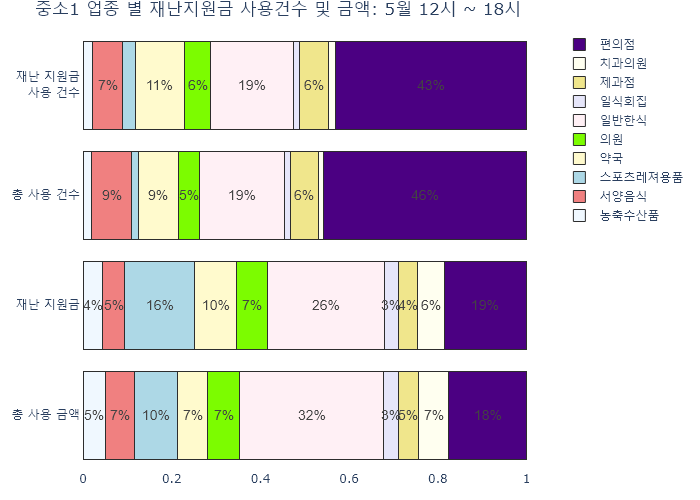 중소1 업종 별 재난지원금 사용건수 및 금액: 5월 12시 ~ 18시
재난 지원금
사용 건수
7%
11%
6%
19%
6%
43%
총 사용 건수
9%
9%
5%
19%
6%
46%
재난 지원금
4%
5%
16%
10%
7%
26%
3%
4%
6%
19%
총 사용 금액
5%
7%
10%
7%
7%
32%
3%
5%
7%
18%
0
0.2
0.4
0.6
0.8
1
편의점
치과의원
제과점
일식회집
일반한식
의원
약국
스포츠레져용품
서양음식
농축수산품